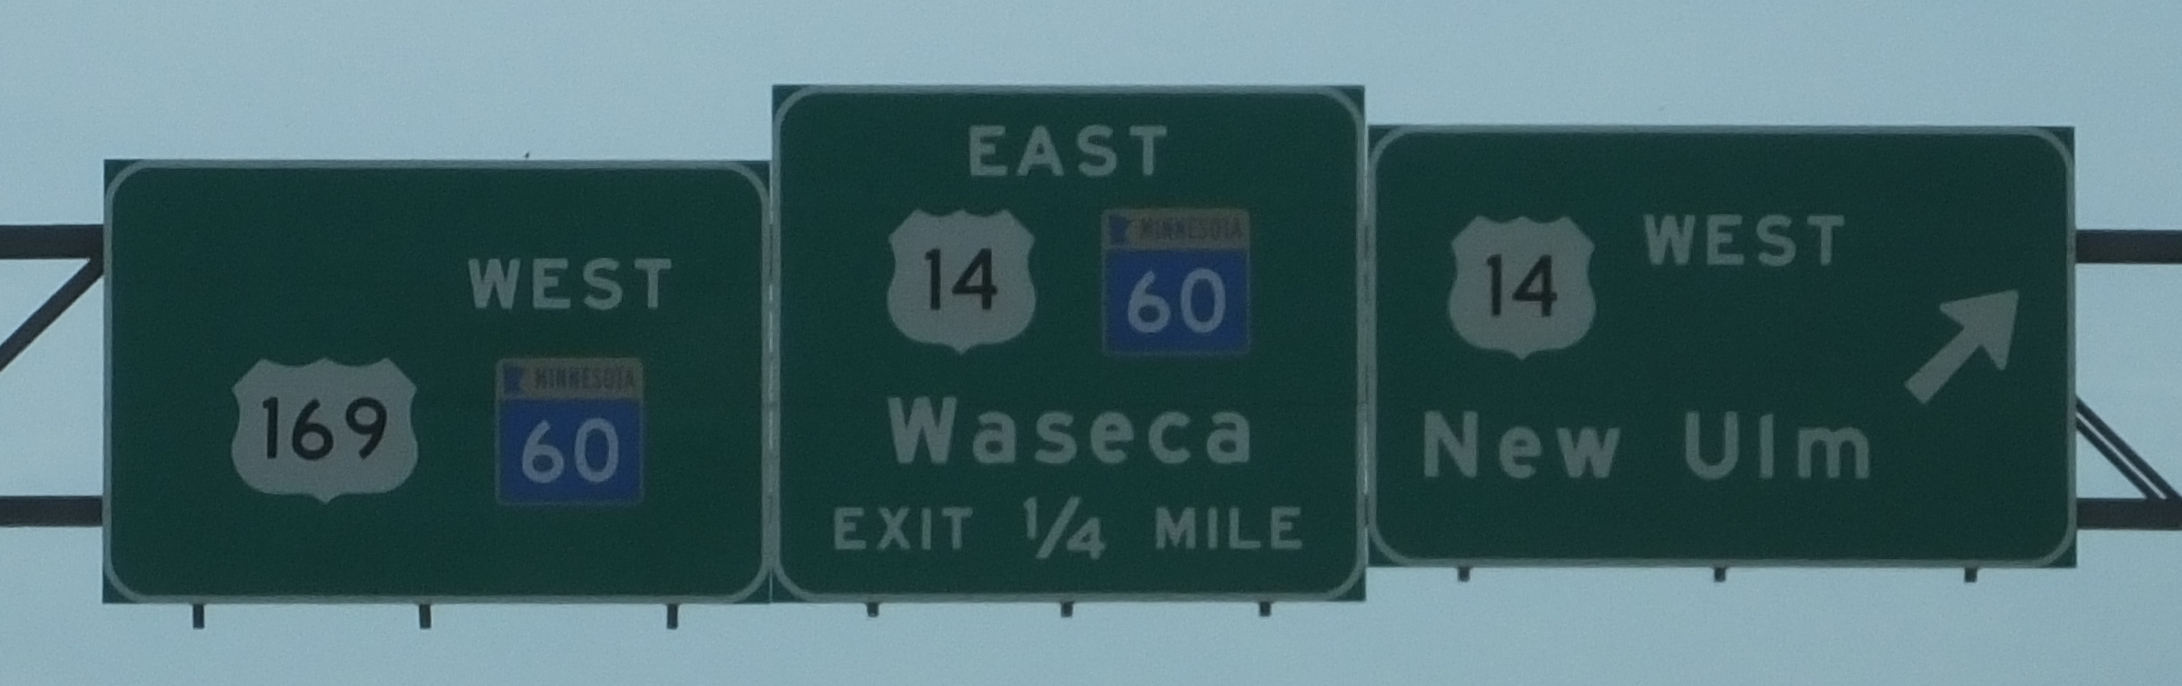 WEST
169 MINNESOTA 60
EAST
14 MINNESOTA 60
Waseca
EXIT 1/4 MILE
14 WEST
New Ulm